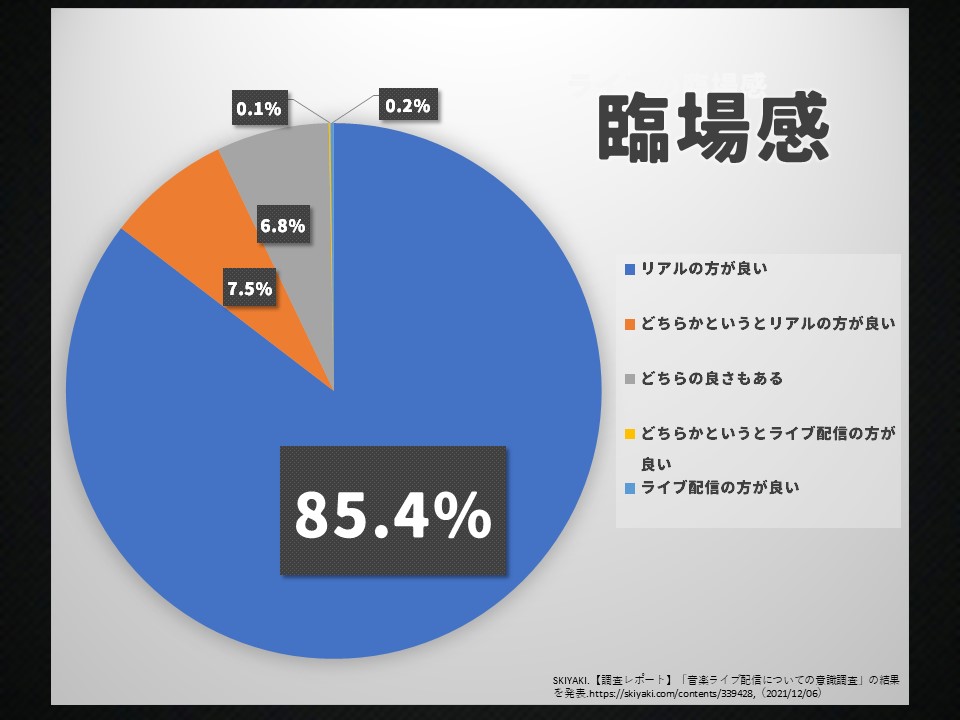 臨場感
0.1%
0.2%
6.8%
7.5%
85.4%
リアルの方が良い
どちらかというとリアルの方が良い
どちらの良さもある
どちらかというとライブ配信の方が
良い
ライブ配信の方が良い
SKIYAKI.【調査レポート】「音楽ライブ配信についての意識調査」の結果
を発表.https://skiyaki.com/contents/339428,（2021/12/06）